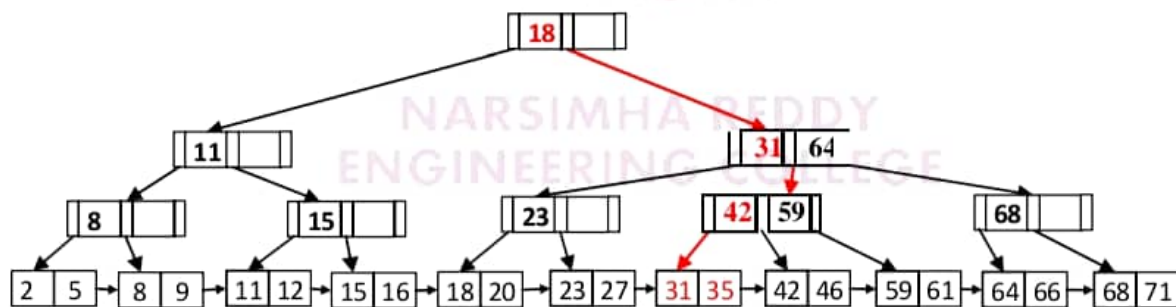 18
NARSIMHA REDDY
ENGINEERING COLLEGE
11
31 64
8 15 23 42 59 68
2 5 8 9 11 12 15 16 18 20 23 27 31 35 42 46 59 61 64 66 68 71